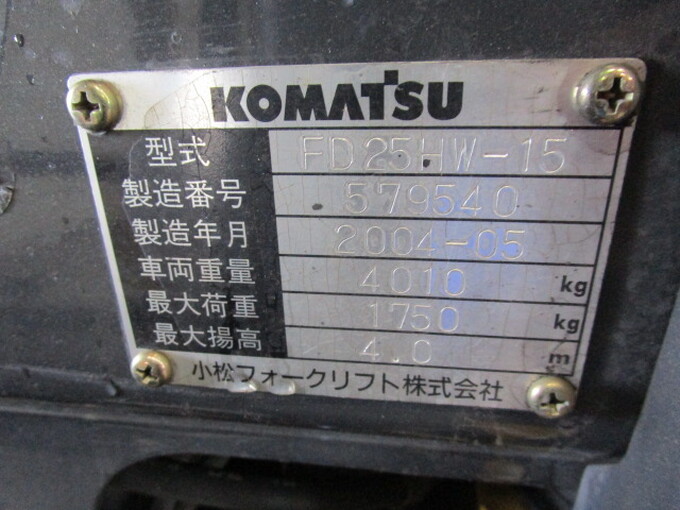 KOMATSU
型式 FD25HW-15
製造番号 579540
製造年月 2004-05
車両重量 4010 kg
最大荷重 1750 kg
最大揚高 4.0 m
小松フォークリフト株式会社